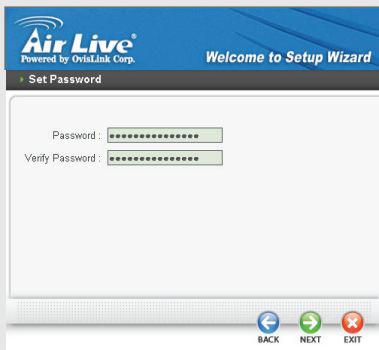 Air Live®
Powered by OvisLink Corp.
Welcome to Setup Wizard
Set Password
Password :
•••••••••••••••
Verify Password :
•••••••••••••••
BACK NEXT EXIT